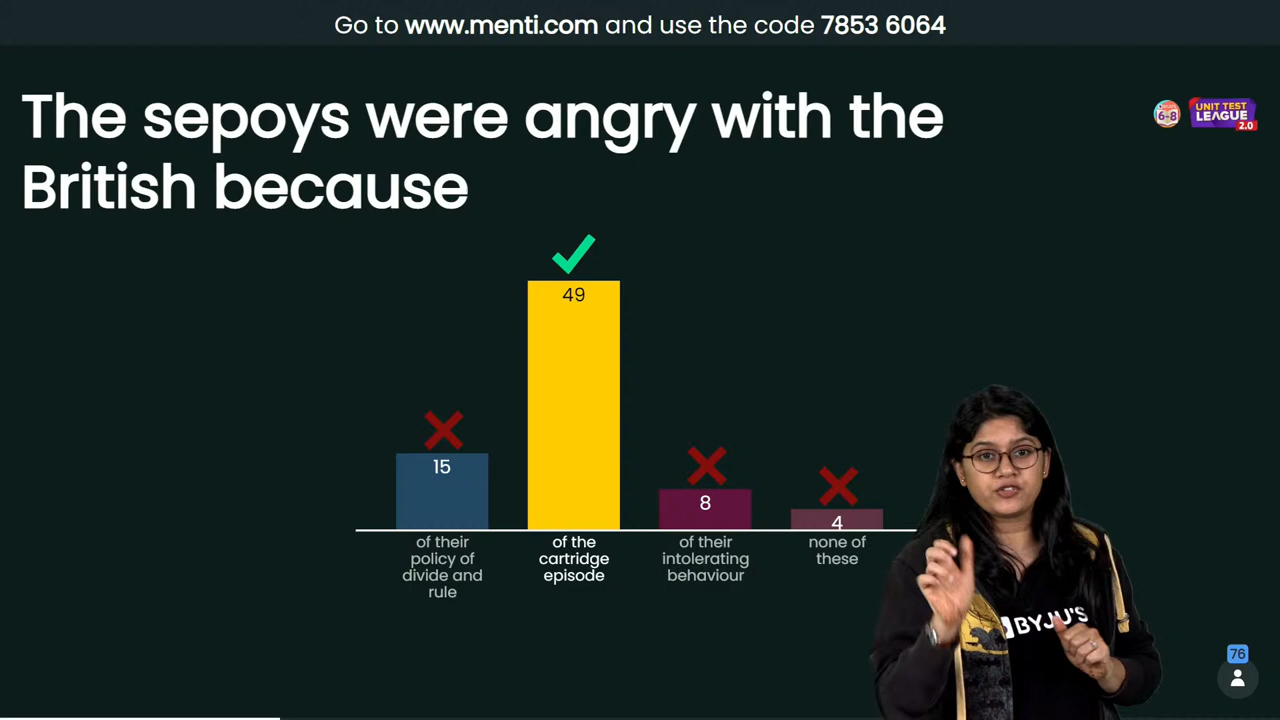 Go to www.menti.com and use the code 7853 6064
The sepoys were angry with the
British because
6-8
UNIT TEST
LEAGUE
2.0
49
15
8
4
of their
policy of
divide and
rule
of the
cartridge
episode
of their
intolerating
behaviour
none of
these
BYJU'S
76